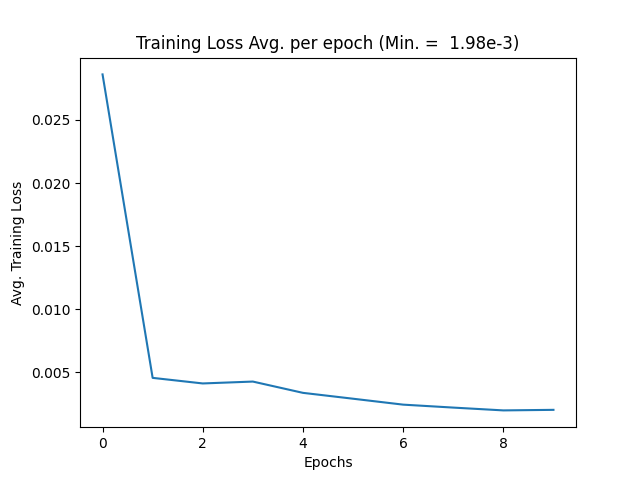 Training Loss Avg. per epoch (Min. =  1.98e-3)
0.025
0.020
0.015
0.010
0.005
Avg. Training Loss
0 2 4 6 8
Epochs